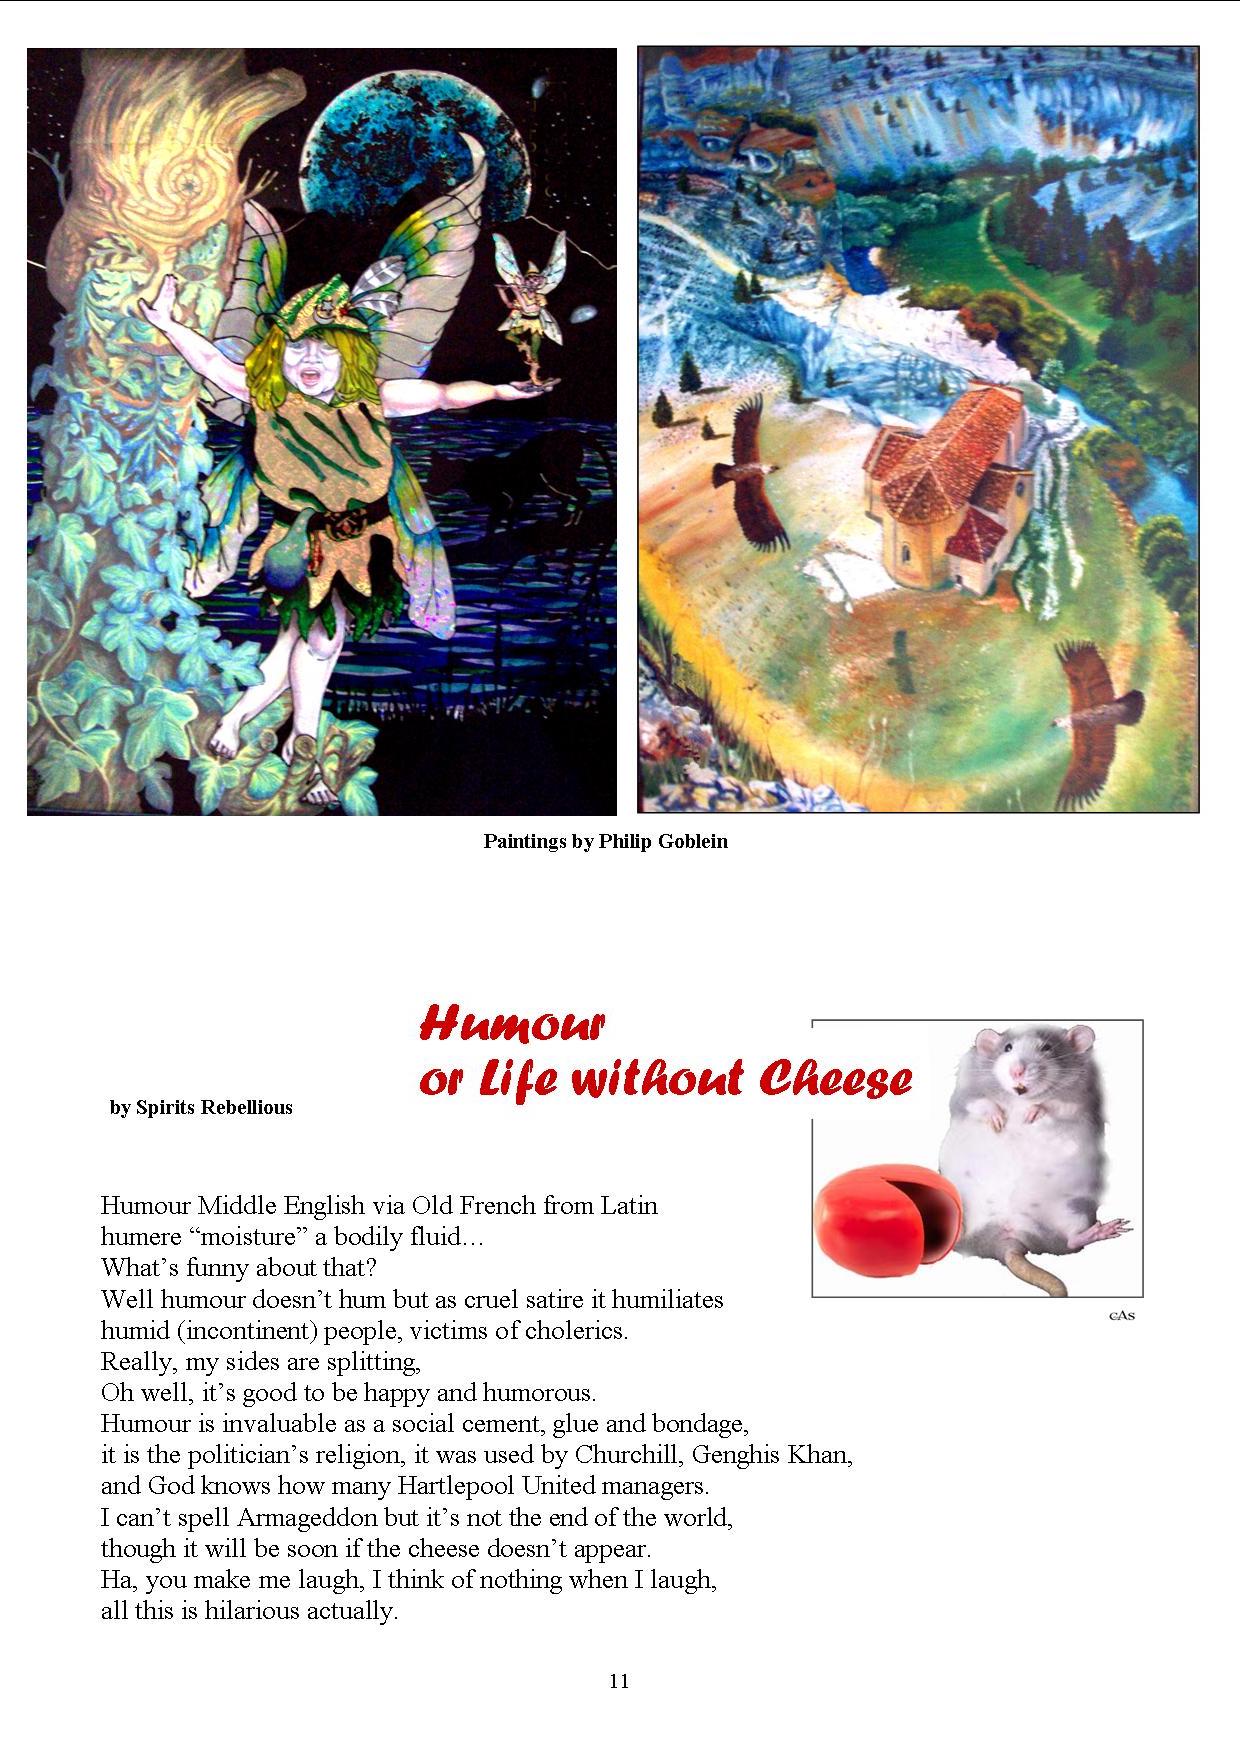 Paintings by Philip Goblein
Humour
or Life without Cheese
by Spirits Rebellious
Humour Middle English via Old French from Latin
humere “moisture” a bodily fluid…
What’s funny about that?
Well humour doesn’t hum but as cruel satire it humiliates
humid (incontinent) people, victims of cholerics.
Really, my sides are splitting,
Oh well, it’s good to be happy and humorous.
Humour is invaluable as a social cement, glue and bondage,
it is the politician’s religion, it was used by Churchill, Genghis Khan,
and God knows how many Hartlepool United managers.
I can’t spell Armageddon but it’s not the end of the world,
though it will be soon if the cheese doesn’t appear.
Ha, you make me laugh, I think of nothing when I laugh,
all this is hilarious actually.
cAs
11